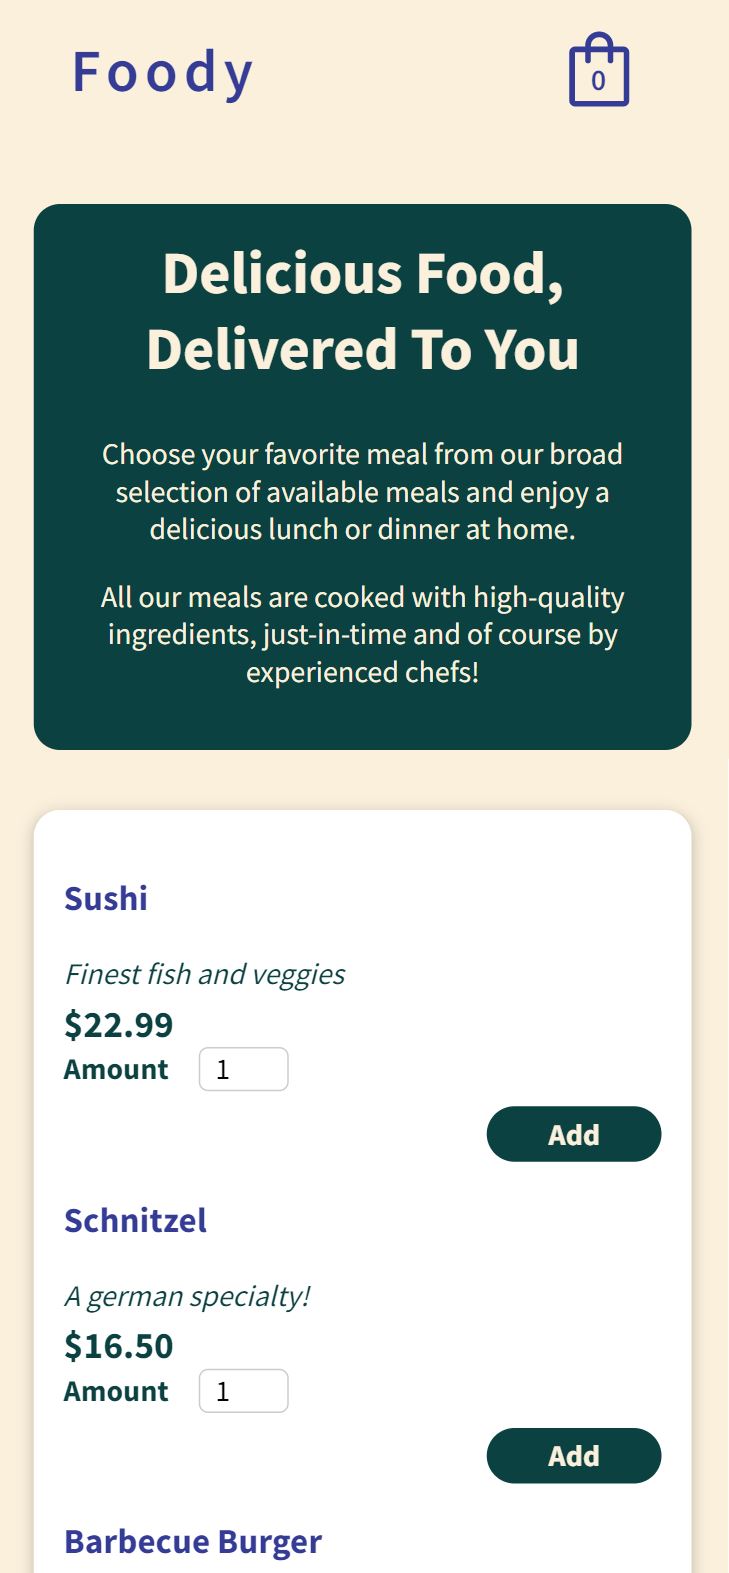 Foody
0
Delicious Food,
Delivered To You
Choose your favorite meal from our broad
selection of available meals and enjoy a
delicious lunch or dinner at home.
All our meals are cooked with high-quality
ingredients, just-in-time and of course by
experienced chefs!
Sushi
Finest fish and veggies
$22.99
Amount 1
Add
Schnitzel
A german specialty!
$16.50
Amount 1
Add
Barbecue Burger